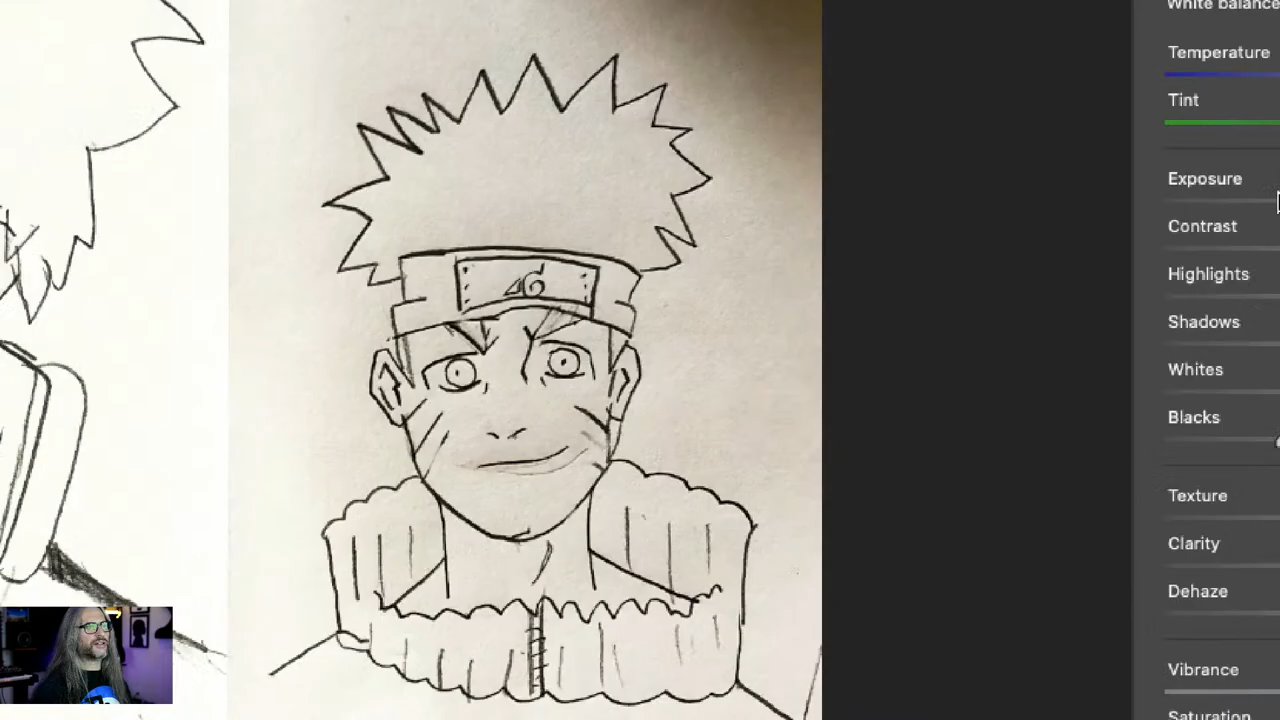 White balance
Temperature
Tint
Exposure
Contrast
Highlights
Shadows
Whites
Blacks
Texture
Clarity
Dehaze
Vibrance
Saturation